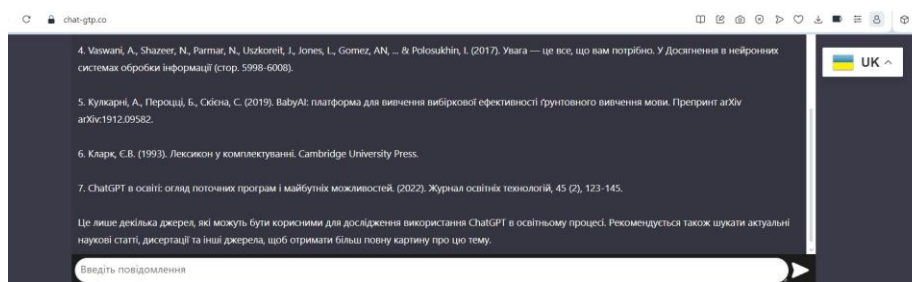 chat-gtp.co
4. Vaswani, A., Shazeer, N., Parmar, N., Uszkoreit, J., Jones, L., Gomez, AN, ... & Polosukhin, I. (2017). Увага — це все, що вам потрібно. У Досягнення в нейронних
системах обробки інформації (стор. 5998-6008).
UK
5. Кулкарні, А., Пероцці, Б., Скієна, С. (2019). BabyAI: платформа для вивчення вибіркової ефективності ґрунтовного вивчення мови. Препринт arXiv
arXiv:1912.09582.
6. Кларк, Є.В. (1993). Лексикон у комплектуванні. Cambridge University Press.
7. ChatGPT в освіті: огляд поточних програм і майбутніх можливостей. (2022). Журнал освітніх технологій, 45 (2), 123-145.
Це лише декілька джерел, які можуть бути корисними для дослідження використання ChatGPT в освітньому процесі. Рекомендується також шукати актуальні
наукові статті, дисертації та інші джерела, щоб отримати більш повну картину про цю тему.
Введіть повідомлення